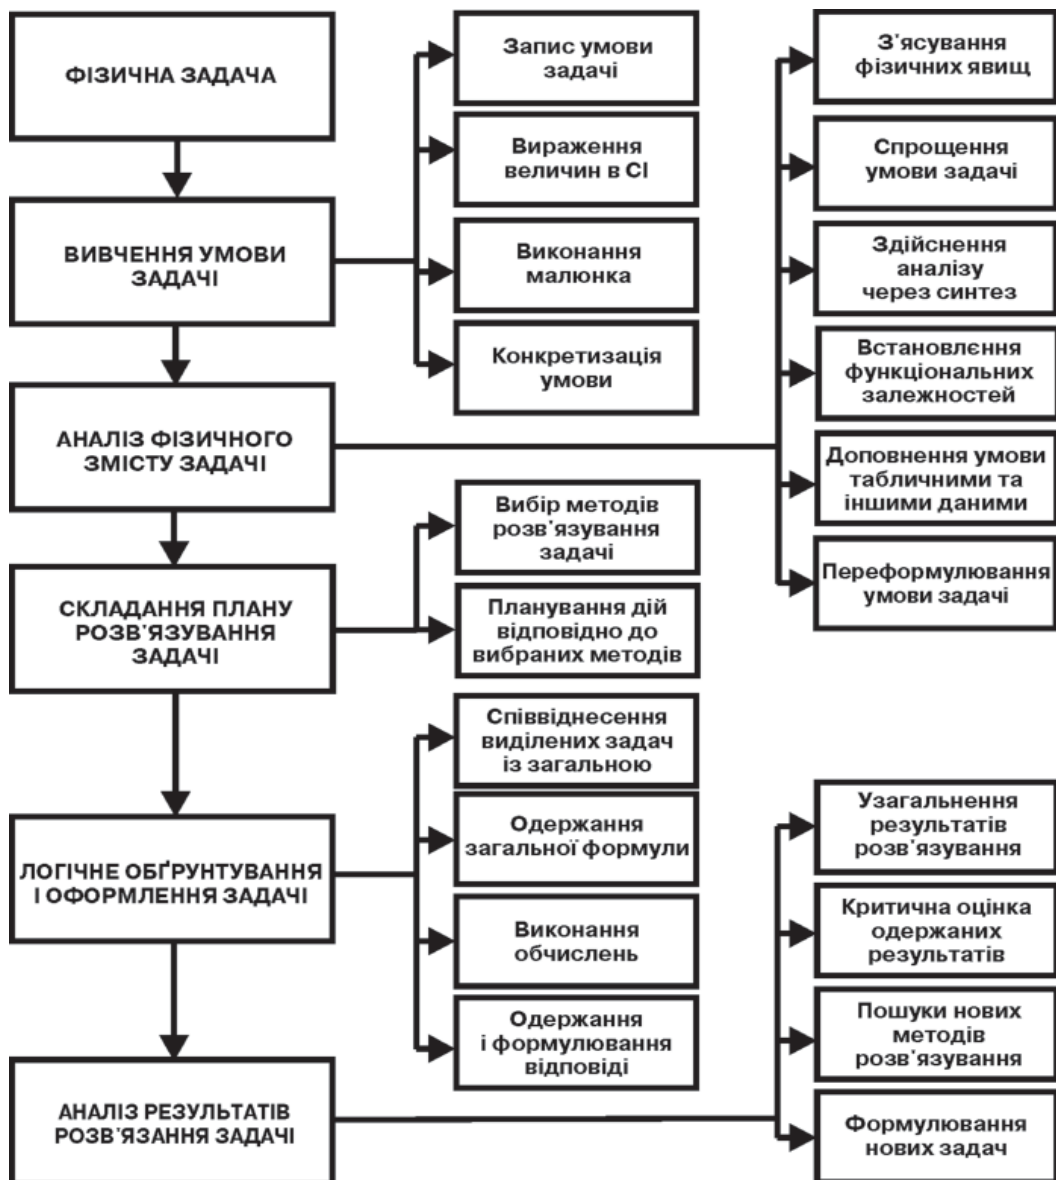 ФІЗИЧНА ЗАДАЧА
ВИВЧЕННЯ УМОВИ
ЗАДАЧІ
Запис умови
задачі
Вираження
величин в СІ
Виконання
малюнка
Конкретизація
умови
АНАЛІЗ ФІЗИЧНОГО
ЗМІСТУ ЗАДАЧІ
З'ясування
фізичних явищ
Спрощення
умови задачі
Здійснення
аналізу
через синтез
Встановлєння
функціональних
залежностей
Доповнення умови
табличними та
іншими даними
Переформулювання
умови задачі
СКЛАДАННЯ ПЛАНУ
РОЗВ'ЯЗУВАННЯ
ЗАДАЧІ
Вибір методів
розв'язування
задачі
Планування дій
відповідно до
вибраних методів
ЛОГІЧНЕ ОБҐРУНТУВАННЯ
І ОФОРМЛЕННЯ ЗАДАЧІ
Співвіднесення
виділених задач
із загальною
Одержання
загальної формули
Виконання
обчислень
Одержання
і формулювання
відповіді
АНАЛІЗ РЕЗУЛЬТАТІВ
РОЗВ'ЯЗАННЯ ЗАДАЧІ
Узагальнення
результатів
розв'язування
Критична оцінка
одержаних
результатів
Пошуки нових
методів
розв'язування
Формулювання
нових задач